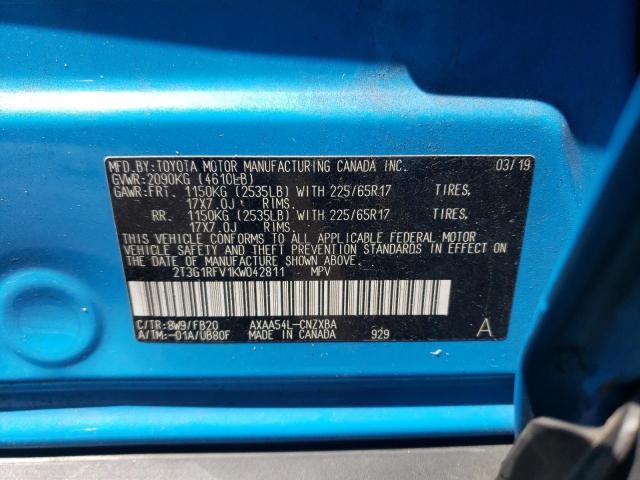 MFD.BY:TOYOTA MOTOR MANUFACTURING CANADA INC. 03/19
GVWR:2090KG (4610LB)
GAWR:FRT. 1150KG (2535LB) WITH 225/65R17 TIRES.
17X7.0J RIMS.
RR. 1150KG (2535LB) WITH 225/65R17 TIRES.
17X7.0J RIMS.
THIS VEHICLE CONFORMS TO ALL APPLICABLE FEDERAL MOTOR
VEHICLE SAFETY AND THEFT PREVENTION STANDARDS IN EFFECT ON
THE DATE OF MANUFACTURE SHOWN ABOVE.
2T3G1RFV1KW042811 MPV
C/TR:8W9/FB20 AXAA54L-CNZXBA
A/TM:-01A/UB80F MADE IN CANADA 929 A